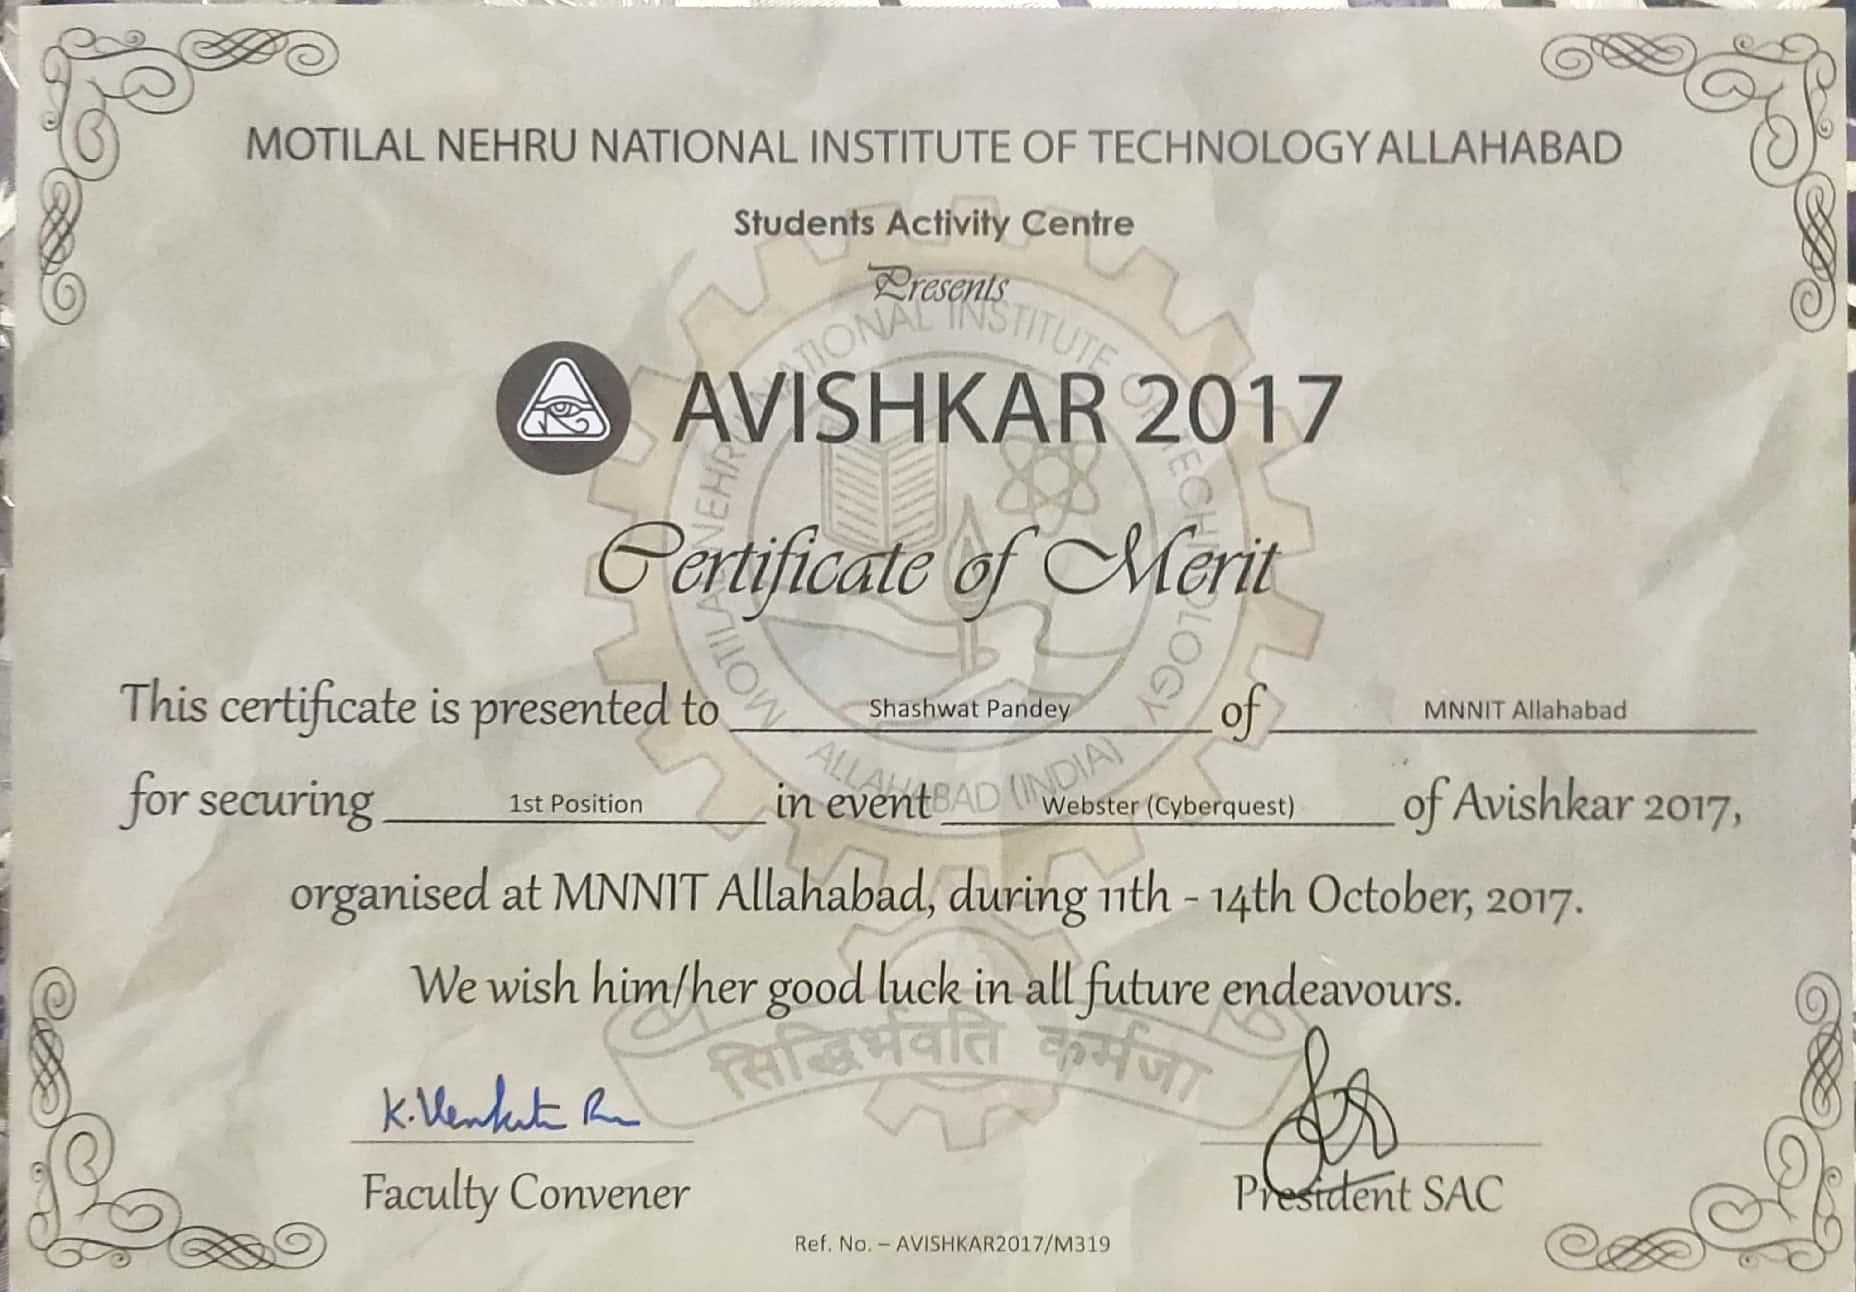 MOTILAL NEHRU NATIONAL INSTITUTE OF TECHNOLOGY ALLAHABAD
Students Activity Centre
Presents
AVISHKAR 2017
Certificate of Merit
This certificate is presented to Shashwat Pandey of MNNIT Allahabad
for securing 1st Position in event Webster (Cyberquest) of Avishkar 2017,
organised at MNNIT Allahabad, during 11th - 14th October, 2017.
We wish him/her good luck in all future endeavours.
MOTILAL NEHRU NATIONAL INSTITUTE OF TECHNOLOGY
ALLAHABAD (INDIA)
सिद्धिर्भवति कर्मजा
K. Venkata
Faculty Convener
President SAC
Ref. No. – AVISHKAR2017/M319